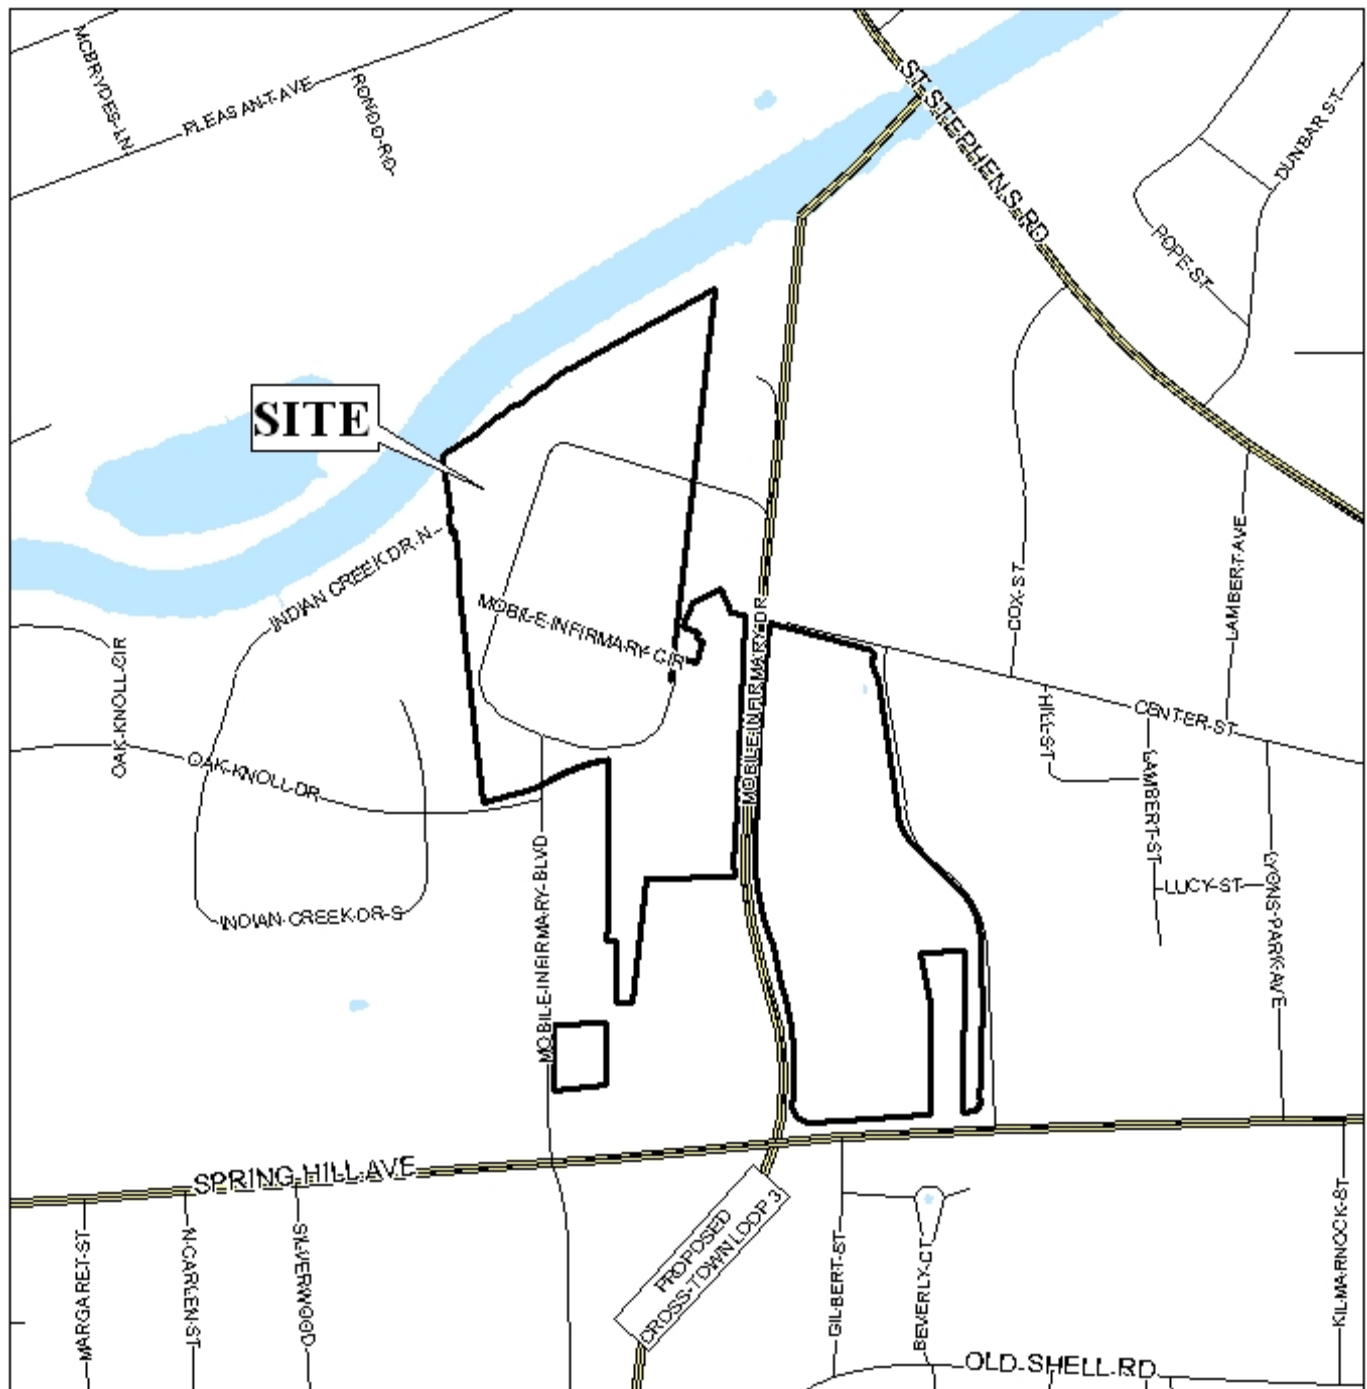 MCBRYDES LN
PLEASANT AVE
RONDO RD
ST. STEPHENS RD
DUNBAR ST
POPE ST
SITE
INDIAN CREEK DR N
MOBILE INFIRMARY CIR
MOBILE INFIRMARY DR
COX ST
LAMBERT AVE
OAK KNOLL CIR
OAK KNOLL DR
HIRSH ST
CENTER ST
LAMBERT ST
LUCY ST
LYONS PARK AVE
INDIAN CREEK DR S
MOBILE INFIRMARY BLVD
SPRING HILL AVE
PROPOSED
CROSS-TOWN LOOP 3
MARGARET ST
N CARLEN ST
SILVERWOOD
GILBERT ST
BEVERLY CT
KILMARNOCK ST
OLD SHELL RD